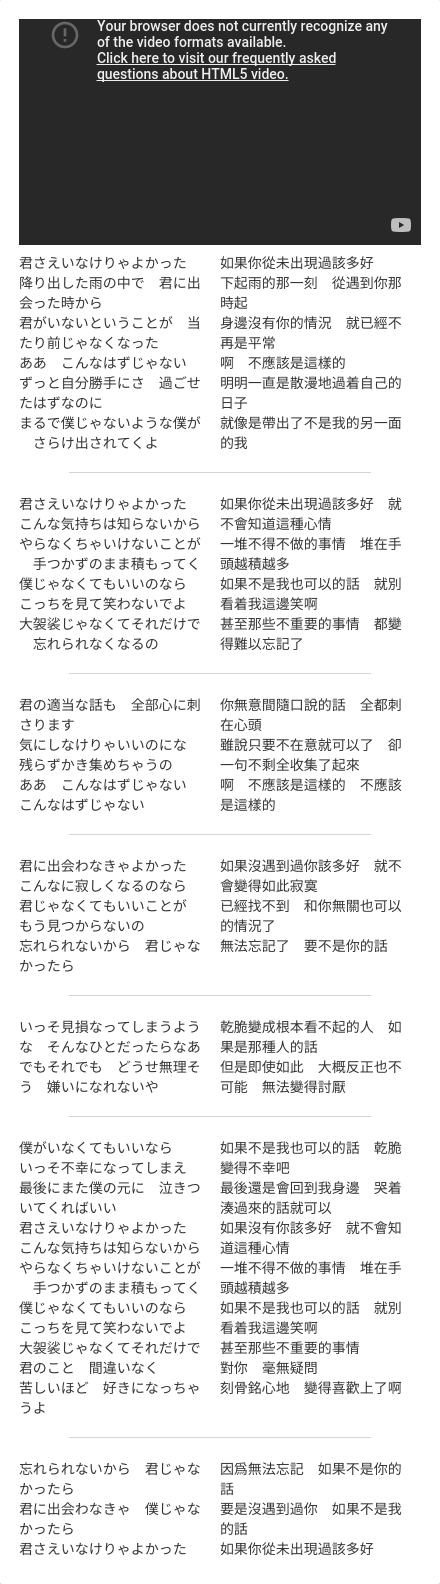 Your browser does not currently recognize any
of the video formats available.
Click here to visit our frequently asked
questions about HTML5 video.
君さえいなけりゃよかった
降り出した雨の中で　君に出
会った時から
君がいないということが　当
たり前じゃなくなった
ああ　こんなはずじゃない
ずっと自分勝手にさ　過ごせ
たはずなのに
まるで僕じゃないような僕が
　さらけ出されてくよ
如果你從未出現過該多好
下起雨的那一刻　從遇到你那
時起
身邊沒有你的情況　就已經不
再是平常
啊　不應該是這樣的
明明一直是散漫地過着自己的
日子
就像是帶出了不是我的另一面
的我
君さえいなけりゃよかった
こんな気持ちは知らないから
やらなくちゃいけないことが
　手つかずのまま積もってく
僕じゃなくてもいいのなら
こっちを見て笑わないでよ
大袈裟じゃなくてそれだけで
　忘れられなくなるの
如果你從未出現過該多好　就
不會知道這種心情
一堆不得不做的事情　堆在手
頭越積越多
如果不是我也可以的話　就別
看着我這邊笑啊
甚至那些不重要的事情　都變
得難以忘記了
君の適当な話も　全部心に刺
さります
気にしなけりゃいいのにな
残らずかき集めちゃうの
ああ　こんなはずじゃない
こんなはずじゃない
你無意間隨口說的話　全都刺
在心頭
雖說只要不在意就可以了　卻
一句不剩全收集了起來
啊　不應該是這樣的　不應該
是這樣的
君に出会わなきゃよかった
こんなに寂しくなるのなら
君じゃなくてもいいことが
もう見つからないの
忘れられないから　君じゃな
かったら
如果沒遇到過你該多好　就不
會變得如此寂寞
已經找不到　和你無關也可以
的情況了
無法忘記了　要不是你的話
いっそ見損なってしまうよう
な　そんなひとだったらなあ
でもそれでも　どうせ無理そ
う　嫌いになれないや
乾脆變成根本看不起的人　如
果是那種人的話
但是即使如此　大概反正也不
可能　無法變得討厭
僕がいなくてもいいなら
いっそ不幸になってしまえ
最後にまた僕の元に　泣きつ
いてくればいい
君さえいなけりゃよかった
こんな気持ちは知らないから
やらなくちゃいけないことが
　手つかずのまま積もってく
僕じゃなくてもいいのなら
こっちを見て笑わないでよ
大袈裟じゃなくてそれだけで
君のこと　間違いなく
苦しいほど　好きになっちゃ
うよ
如果不是我也可以的話　乾脆
變得不幸吧
最後還是會回到我身邊　哭着
湊過來的話就可以
如果沒有你該多好　就不會知
道這種心情
一堆不得不做的事情　堆在手
頭越積越多
如果不是我也可以的話　就別
看着我這邊笑啊
甚至那些不重要的事情
對你　毫無疑問
刻骨銘心地　變得喜歡上了啊
忘れられないから　君じゃな
かったら
君に出会わなきゃ　僕じゃな
かったら
君さえいなけりゃよかった
因爲無法忘記　如果不是你的
話
要是沒遇到過你　如果不是我
的話
如果你從未出現過該多好